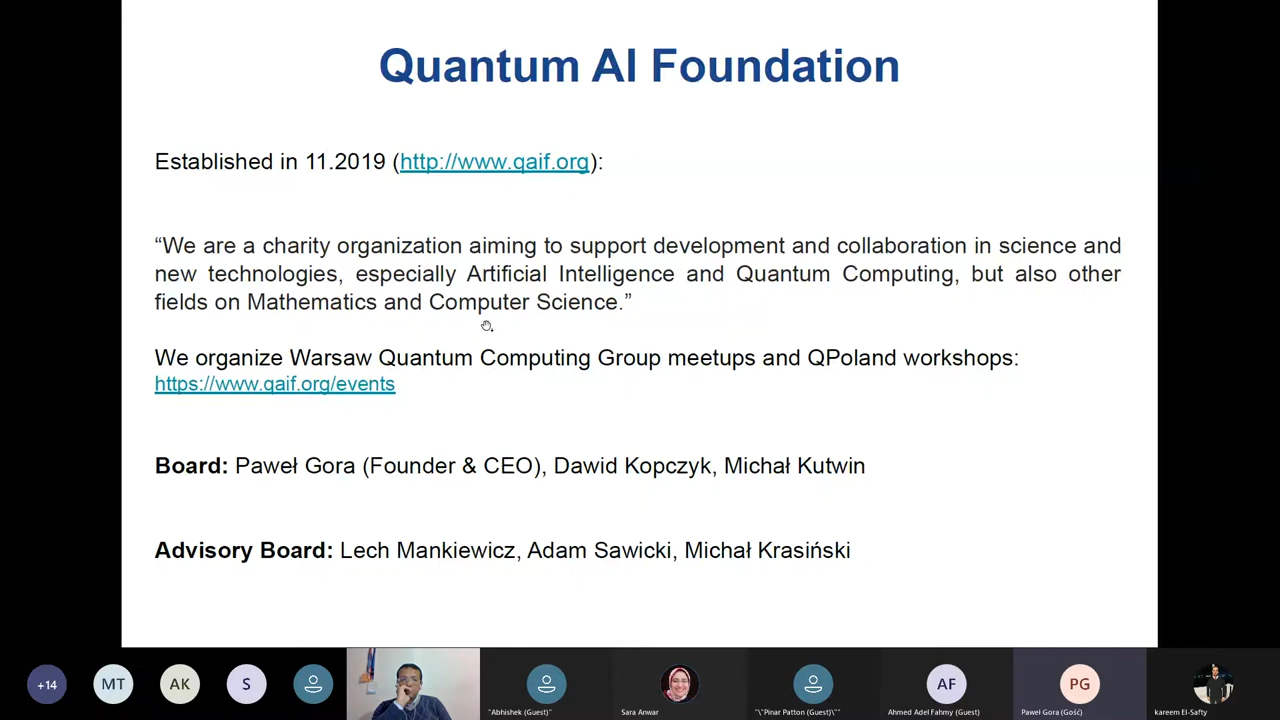 Quantum AI Foundation
Established in 11.2019 (http://www.qaif.org):
“We are a charity organization aiming to support development and collaboration in science and
new technologies, especially Artificial Intelligence and Quantum Computing, but also other
fields on Mathematics and Computer Science.”
We organize Warsaw Quantum Computing Group meetups and QPoland workshops:
https://www.qaif.org/events
Board: Paweł Gora (Founder & CEO), Dawid Kopczyk, Michał Kutwin
Advisory Board: Lech Mankiewicz, Adam Sawicki, Michał Krasiński
+14 MT AK S AF PG
"Abhishek (Guest)" Sara Anwar "\"Pinar Patton (Guest)\"" Ahmed Adel Fahmy (Guest) Paweł Gora (Gość) kareem El-Safty